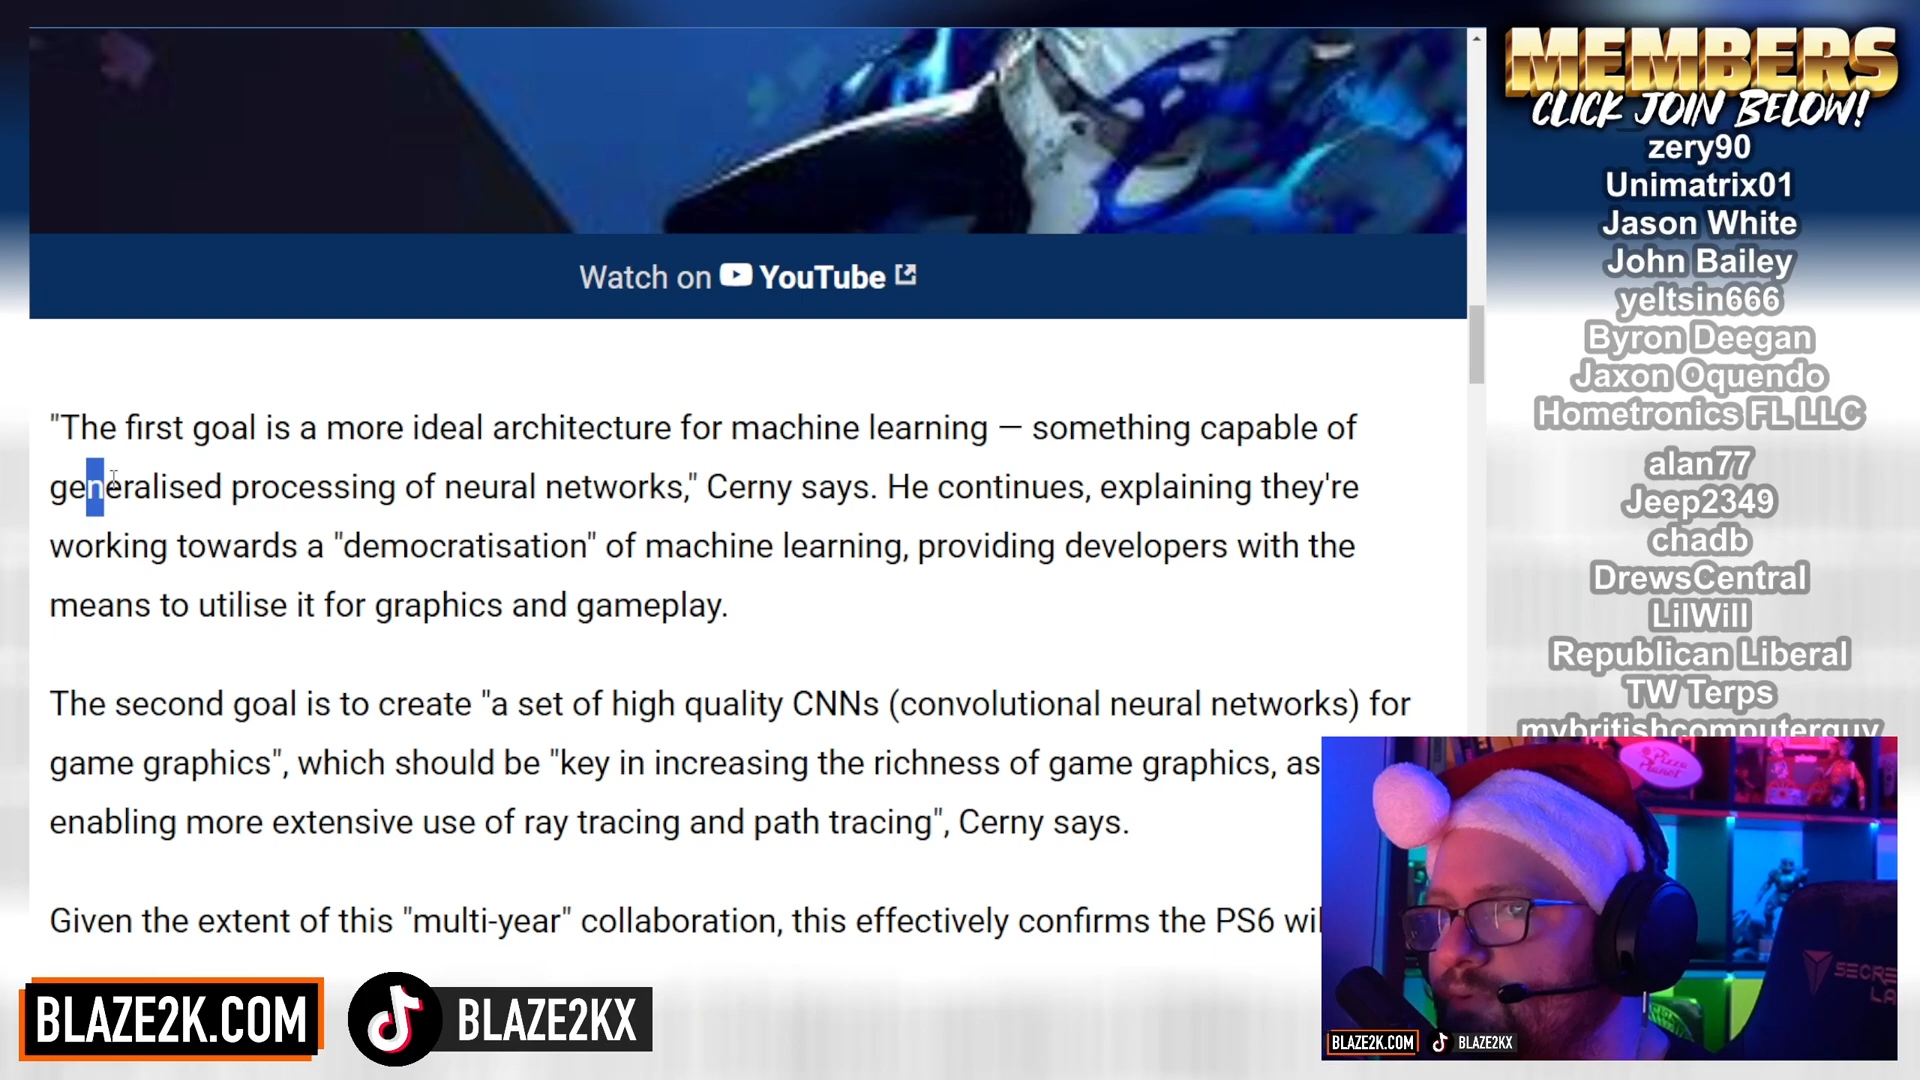 Watch on YouTube
"The first goal is a more ideal architecture for machine learning — something capable of
generalised processing of neural networks," Cerny says. He continues, explaining they're
working towards a "democratisation" of machine learning, providing developers with the
means to utilise it for graphics and gameplay.
The second goal is to create "a set of high quality CNNs (convolutional neural networks) for
game graphics", which should be "key in increasing the richness of game graphics, as
enabling more extensive use of ray tracing and path tracing", Cerny says.
Given the extent of this "multi-year" collaboration, this effectively confirms the PS6 wil
MEMBERS
CLICK JOIN BELOW!
zery90
Unimatrix01
Jason White
John Bailey
yeltsin666
Byron Deegan
Jaxon Oquendo
Hometronics FL LLC
alan77
Jeep2349
chadb
DrewsCentral
LilWill
Republican Liberal
TW Terps
mybritishcomputerguy
Pizza
Planet
SECRE
LA
BLAZE2K.COM
BLAZE2KX
BLAZE2K.COM
BLAZE2KX